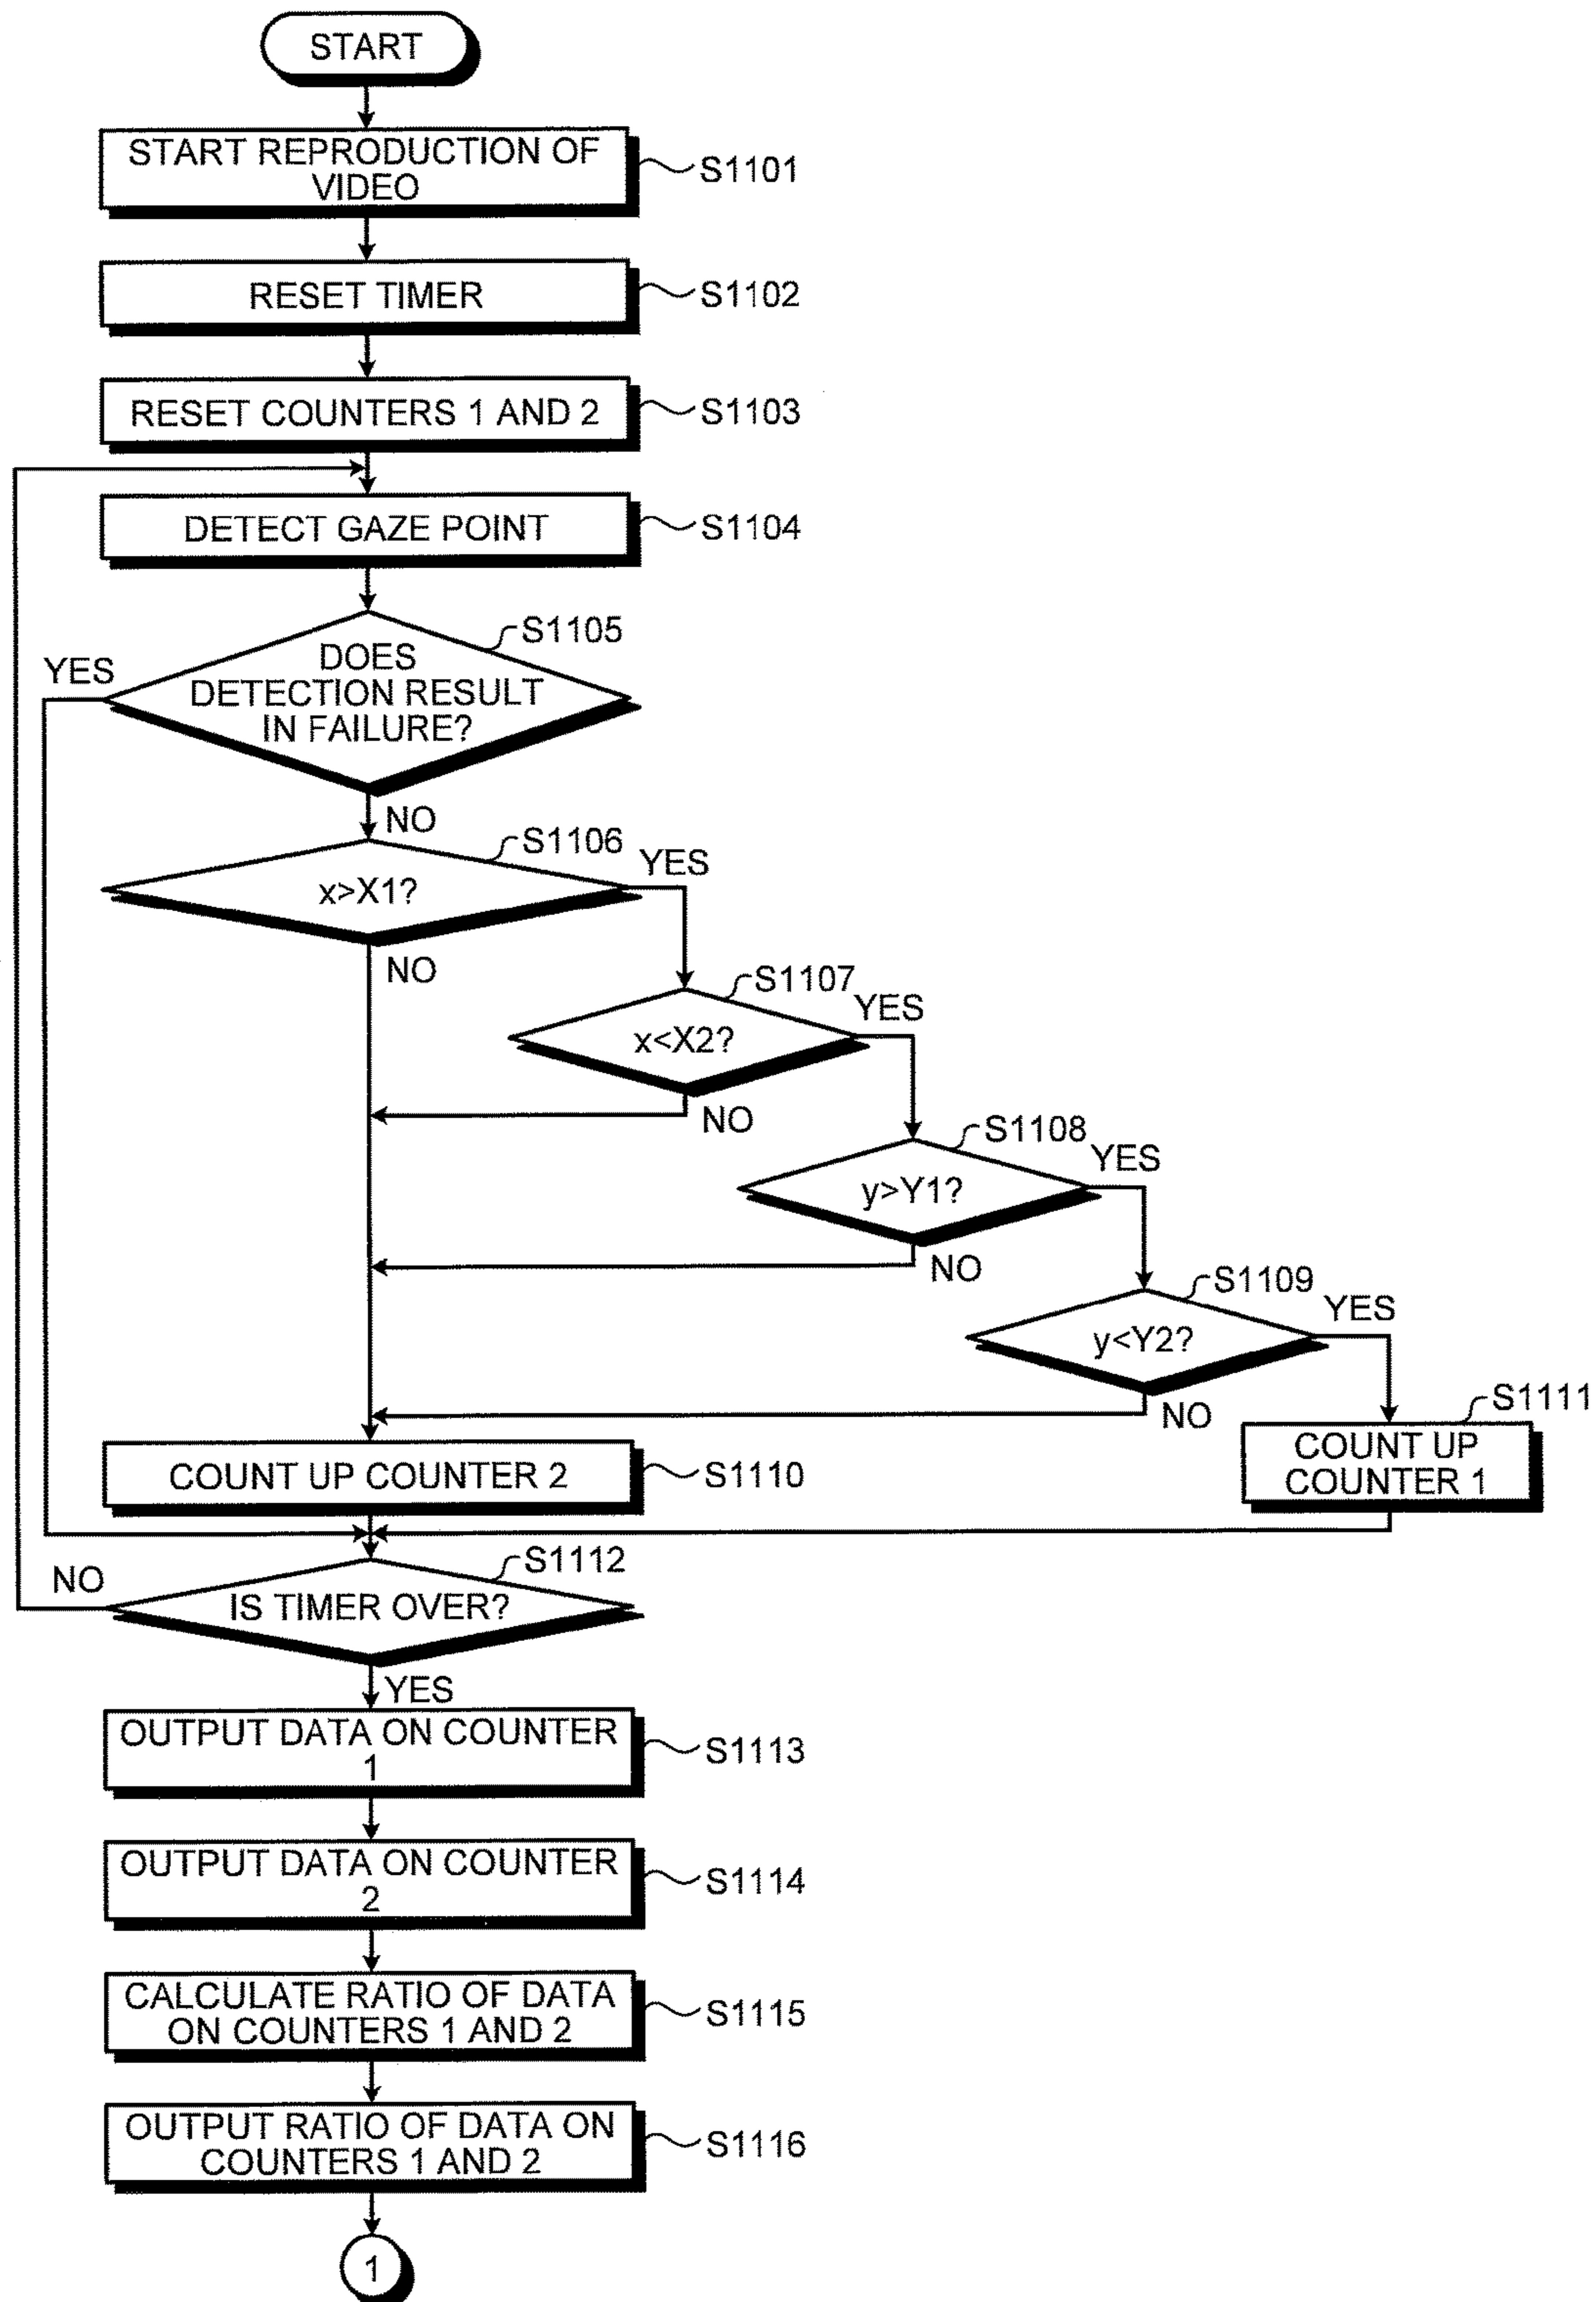 START
START REPRODUCTION OF
VIDEO
S1101
RESET TIMER
S1102
RESET COUNTERS 1 AND 2
S1103
DETECT GAZE POINT
S1104
S1105
YES
DOES
DETECTION RESULT
IN FAILURE?
NO
S1106
YES
x>X1?
NO
S1107
YES
x<X2?
NO
S1108
YES
y>Y1?
NO
S1109
YES
y<Y2?
NO
S1111
COUNT UP
COUNTER 1
COUNT UP COUNTER 2
S1110
S1112
NO
IS TIMER OVER?
YES
OUTPUT DATA ON COUNTER
1
S1113
OUTPUT DATA ON COUNTER
2
S1114
CALCULATE RATIO OF DATA
ON COUNTERS 1 AND 2
S1115
OUTPUT RATIO OF DATA ON
COUNTERS 1 AND 2
S1116
1